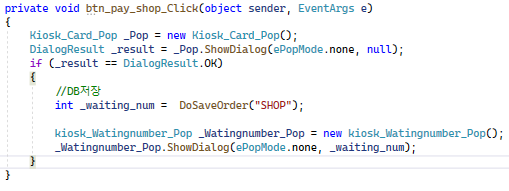 private void btn_pay_shop_Click(object sender, EventArgs e)
{
Kiosk_Card_Pop _Pop = new Kiosk_Card_Pop();
DialogResult _result = _Pop.ShowDialog(ePopMode.none, null);
if (_result == DialogResult.OK)
{
//DB저장
int _waiting_num =  DoSaveOrder("SHOP");
kiosk_Watingnumber_Pop _Watingnumber_Pop = new kiosk_Watingnumber_Pop();
_Watingnumber_Pop.ShowDialog(ePopMode.none, _waiting_num);
}
}